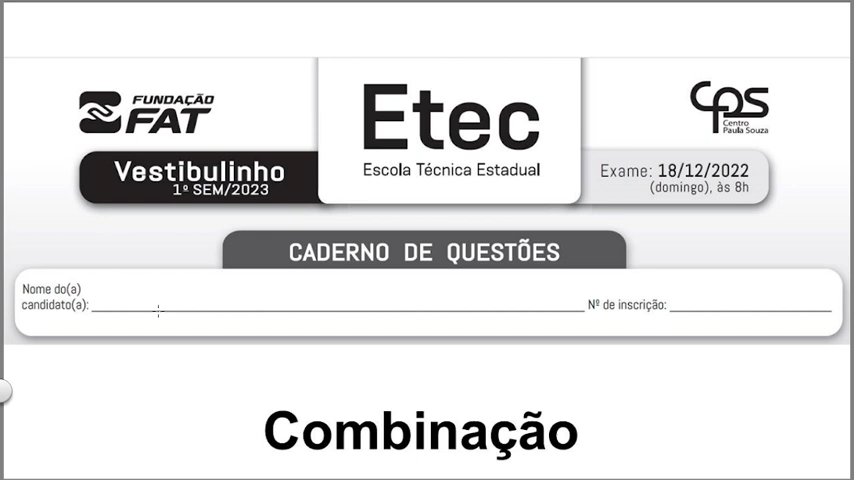 FUNDAÇÃO
FAT
Etec
Escola Técnica Estadual
CPS
Centro
Paula Souza
Vestibulinho
1º SEM/2023
Exame: 18/12/2022
(domingo), às 8h
CADERNO DE QUESTÕES
Nome do(a)
candidato(a): Nº de inscrição:
Combinação